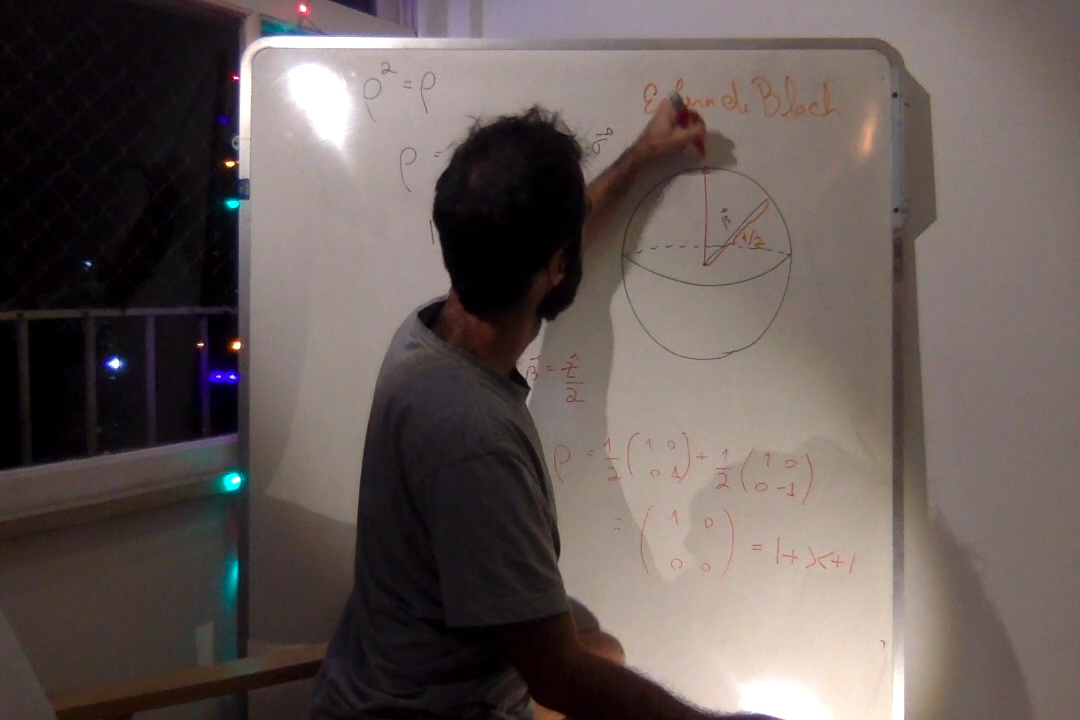 ρ² = ρ
de Bloch
ρ =
1/2
= ẑ/2
ρ = 1/2 (1 0 0 1) + 1/2 (1 0 0 -1)
= (1 0 0 0) = |+><+|